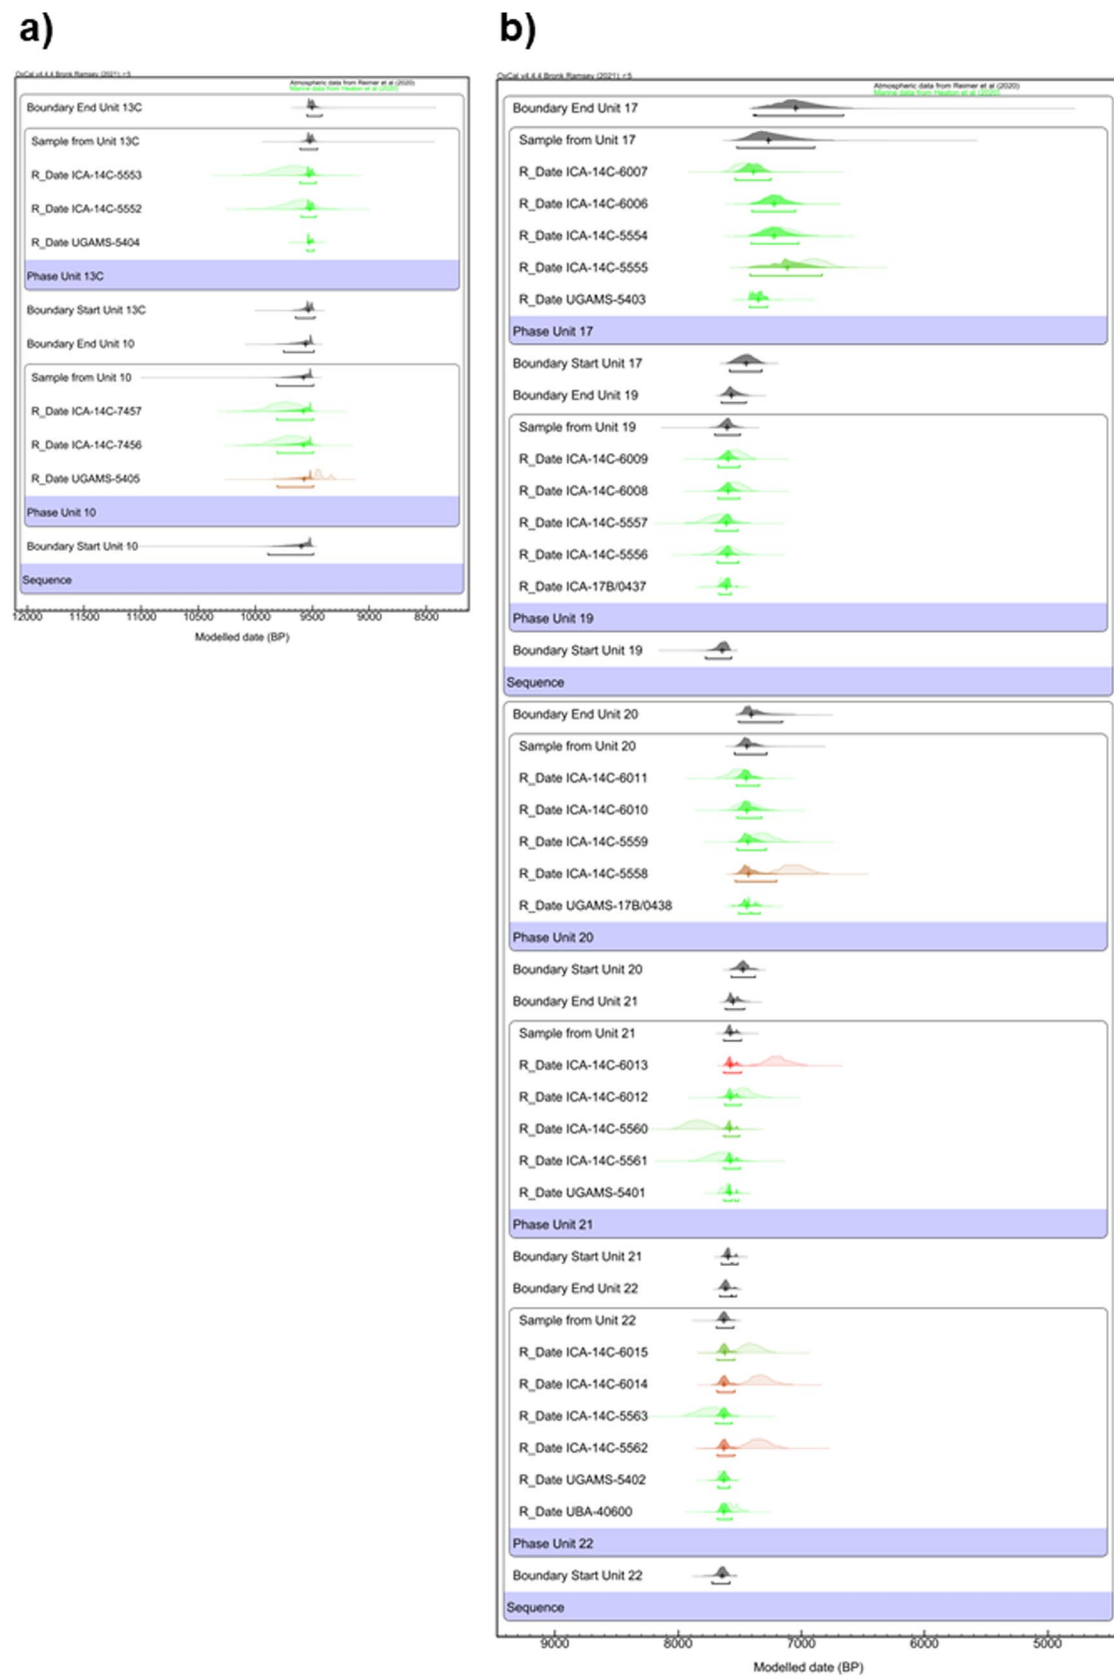 a)
OxCal v4.4.4 Bronk Ramsey (2021); r:5
Atmospheric data from Reimer et al (2020)
Marine data from Heaton et al (2020)
Boundary End Unit 13C
Sample from Unit 13C
R_Date ICA-14C-5553
R_Date ICA-14C-5552
R_Date UGAMS-5404
Phase Unit 13C
Boundary Start Unit 13C
Boundary End Unit 10
Sample from Unit 10
R_Date ICA-14C-7457
R_Date ICA-14C-7456
R_Date UGAMS-5405
Phase Unit 10
Boundary Start Unit 10
Sequence
12000 11500 11000 10500 10000 9500 9000 8500
Modelled date (BP)
b)
OxCal v4.4.4 Bronk Ramsey (2021); r:5
Atmospheric data from Reimer et al (2020)
Marine data from Heaton et al (2020)
Boundary End Unit 17
Sample from Unit 17
R_Date ICA-14C-6007
R_Date ICA-14C-6006
R_Date ICA-14C-5554
R_Date ICA-14C-5555
R_Date UGAMS-5403
Phase Unit 17
Boundary Start Unit 17
Boundary End Unit 19
Sample from Unit 19
R_Date ICA-14C-6009
R_Date ICA-14C-6008
R_Date ICA-14C-5557
R_Date ICA-14C-5556
R_Date ICA-17B/0437
Phase Unit 19
Boundary Start Unit 19
Sequence
Boundary End Unit 20
Sample from Unit 20
R_Date ICA-14C-6011
R_Date ICA-14C-6010
R_Date ICA-14C-5559
R_Date ICA-14C-5558
R_Date UGAMS-17B/0438
Phase Unit 20
Boundary Start Unit 20
Boundary End Unit 21
Sample from Unit 21
R_Date ICA-14C-6013
R_Date ICA-14C-6012
R_Date ICA-14C-5560
R_Date ICA-14C-5561
R_Date UGAMS-5401
Phase Unit 21
Boundary Start Unit 21
Boundary End Unit 22
Sample from Unit 22
R_Date ICA-14C-6015
R_Date ICA-14C-6014
R_Date ICA-14C-5563
R_Date ICA-14C-5562
R_Date UGAMS-5402
R_Date UBA-40600
Phase Unit 22
Boundary Start Unit 22
Sequence
9000 8000 7000 6000 5000
Modelled date (BP)